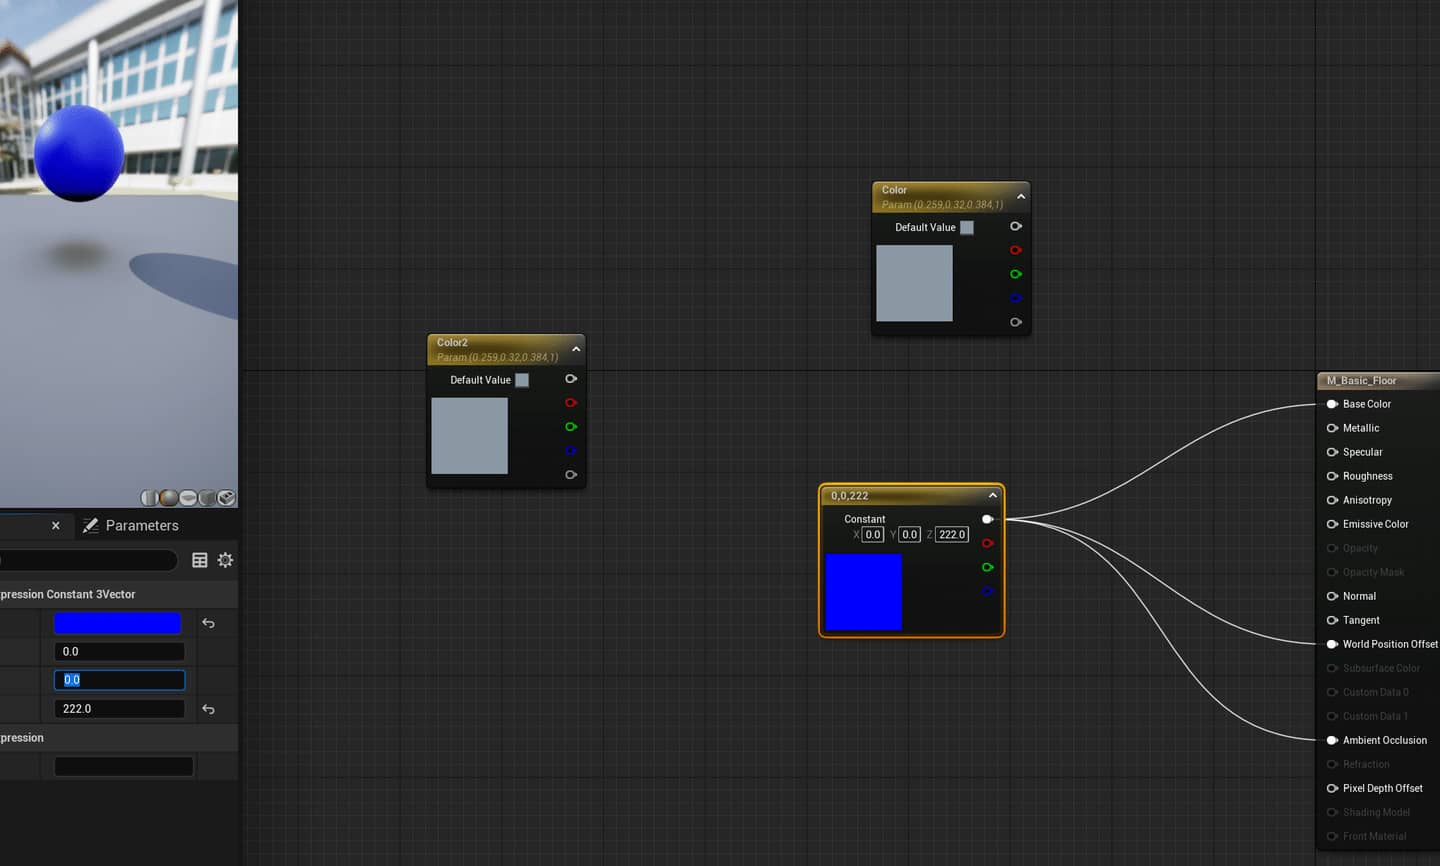 Color
Param (0.259,0.32,0.384,1)
Default Value
Color2
Param (0.259,0.32,0.384,1)
Default Value
0,0,222
Constant
X 0.0 Y 0.0 Z 222.0
M_Basic_Floor
Base Color
Metallic
Specular
Roughness
Anisotropy
Emissive Color
Opacity
Opacity Mask
Normal
Tangent
World Position Offset
Subsurface Color
Custom Data 0
Custom Data 1
Ambient Occlusion
Refraction
Pixel Depth Offset
Shading Model
Front Material
Parameters
pression Constant 3Vector
0.0
0.0
222.0
pression